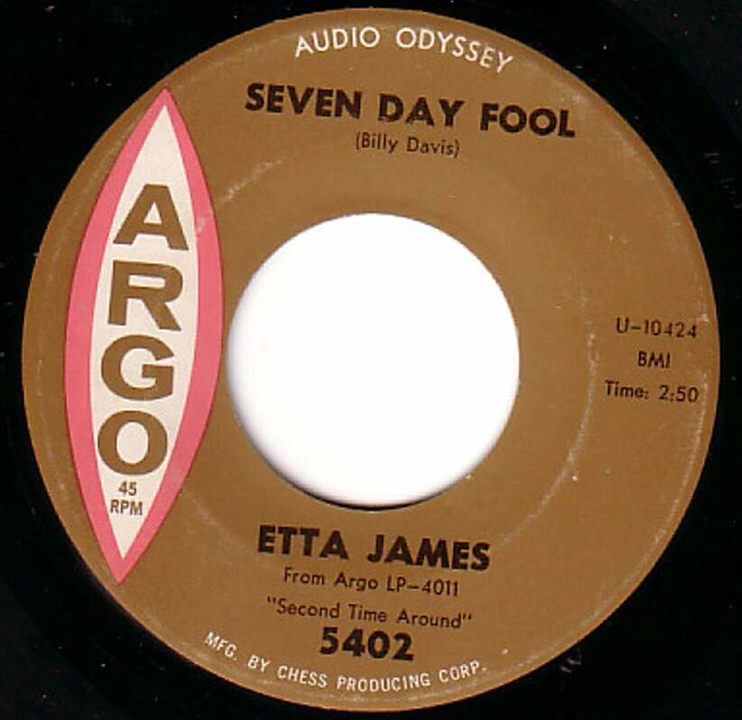 AUDIO ODYSSEY
SEVEN DAY FOOL
(Billy Davis)
ARGO
45
RPM
U-10424
BMI
Time: 2:50
ETTA JAMES
From Argo LP-4011
"Second Time Around"
5402
MFG. BY CHESS PRODUCING CORP.